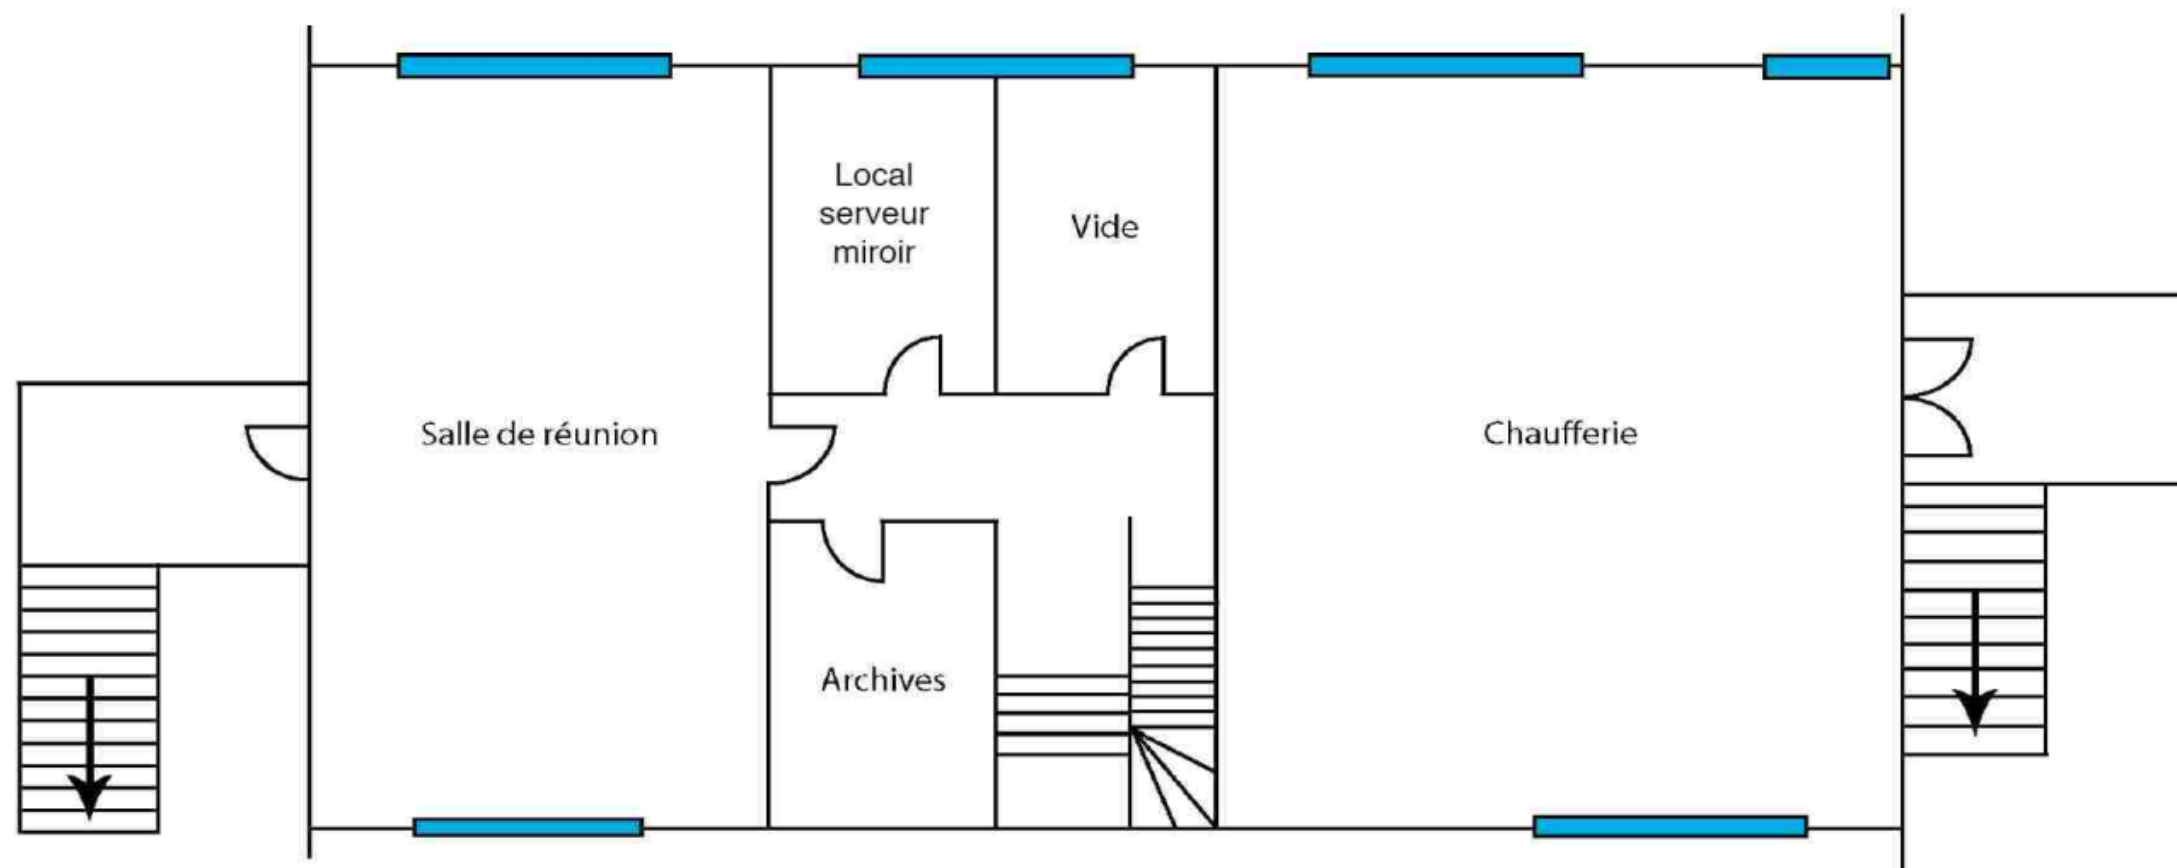 Local
serveur
miroir
Vide
Salle de réunion
Chaufferie
Archives